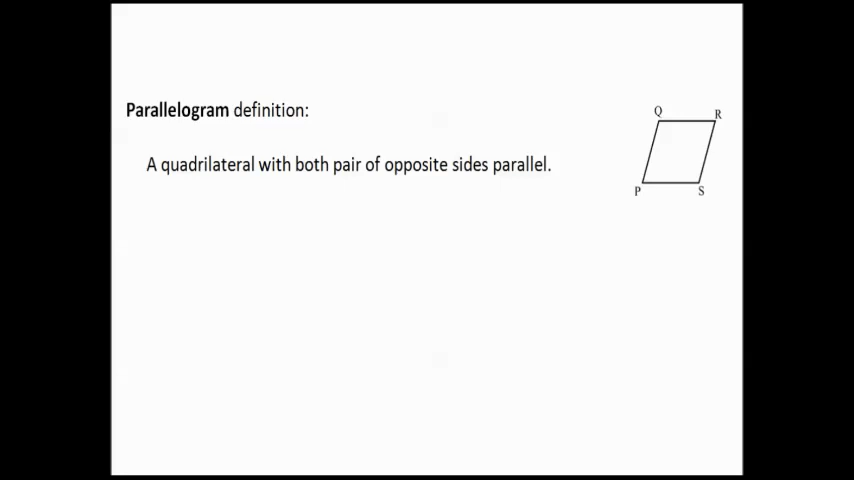 Parallelogram definition:
Q R
A quadrilateral with both pair of opposite sides parallel.
P S